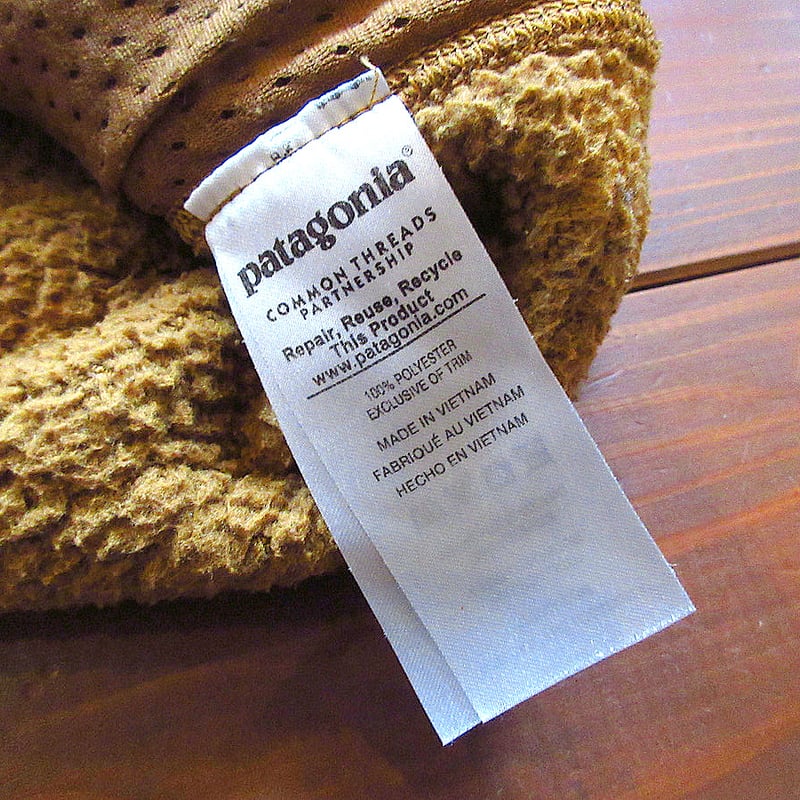 patagonia®
COMMON THREADS
PARTNERSHIP
Repair, Reuse, Recycle
This Product
www.patagonia.com
100% POLYESTER
EXCLUSIVE OF TRIM
MADE IN VIETNAM
FABRIQUÉ AU VIETNAM
HECHO EN VIETNAM